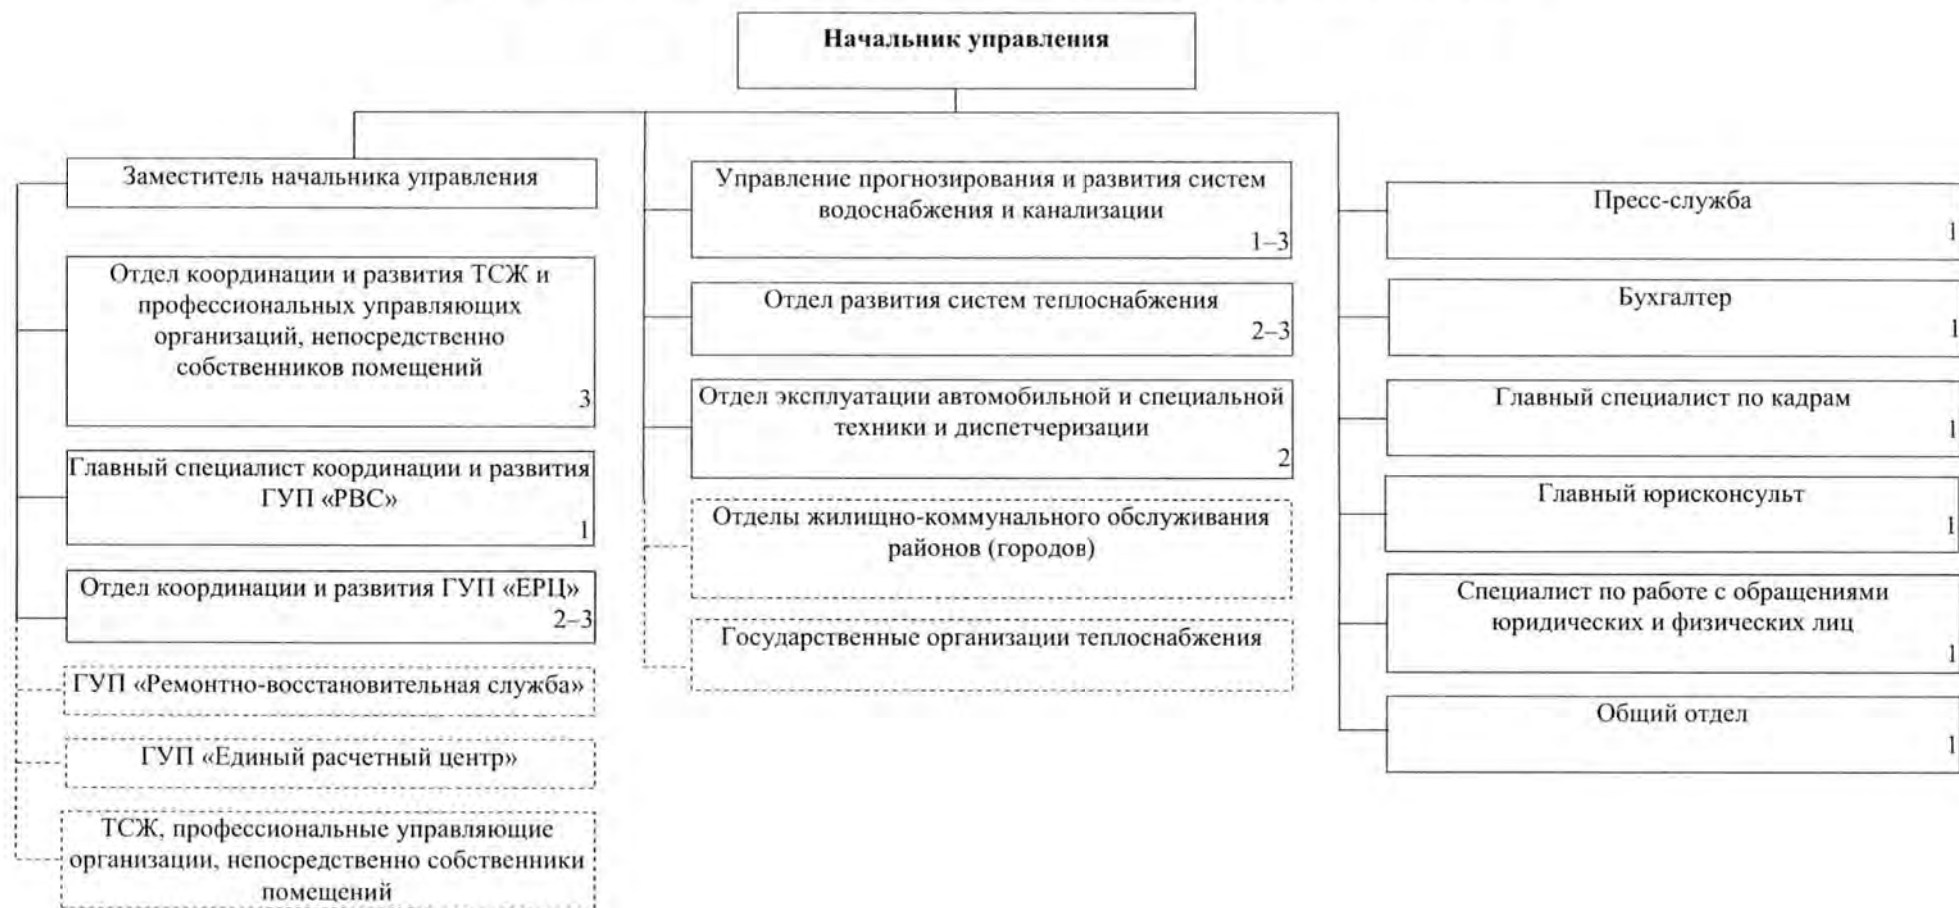 Начальник управления
Заместитель начальника управления
Отдел координации и развития ТСЖ и
профессиональных управляющих
организаций, непосредственно
собственников помещений
3
Главный специалист координации и развития
ГУП «РВС»
1
Отдел координации и развития ГУП «ЕРЦ»
2–3
ГУП «Ремонтно-восстановительная служба»
ГУП «Единый расчетный центр»
ТСЖ, профессиональные управляющие
организации, непосредственно собственники
помещений
Управление прогнозирования и развития систем
водоснабжения и канализации
1–3
Отдел развития систем теплоснабжения
2–3
Отдел эксплуатации автомобильной и специальной
техники и диспетчеризации
2
Отделы жилищно-коммунального обслуживания
районов (городов)
Государственные организации теплоснабжения
Пресс-служба
1
Бухгалтер
1
Главный специалист по кадрам
1
Главный юрисконсульт
1
Специалист по работе с обращениями
юридических и физических лиц
1
Общий отдел
1